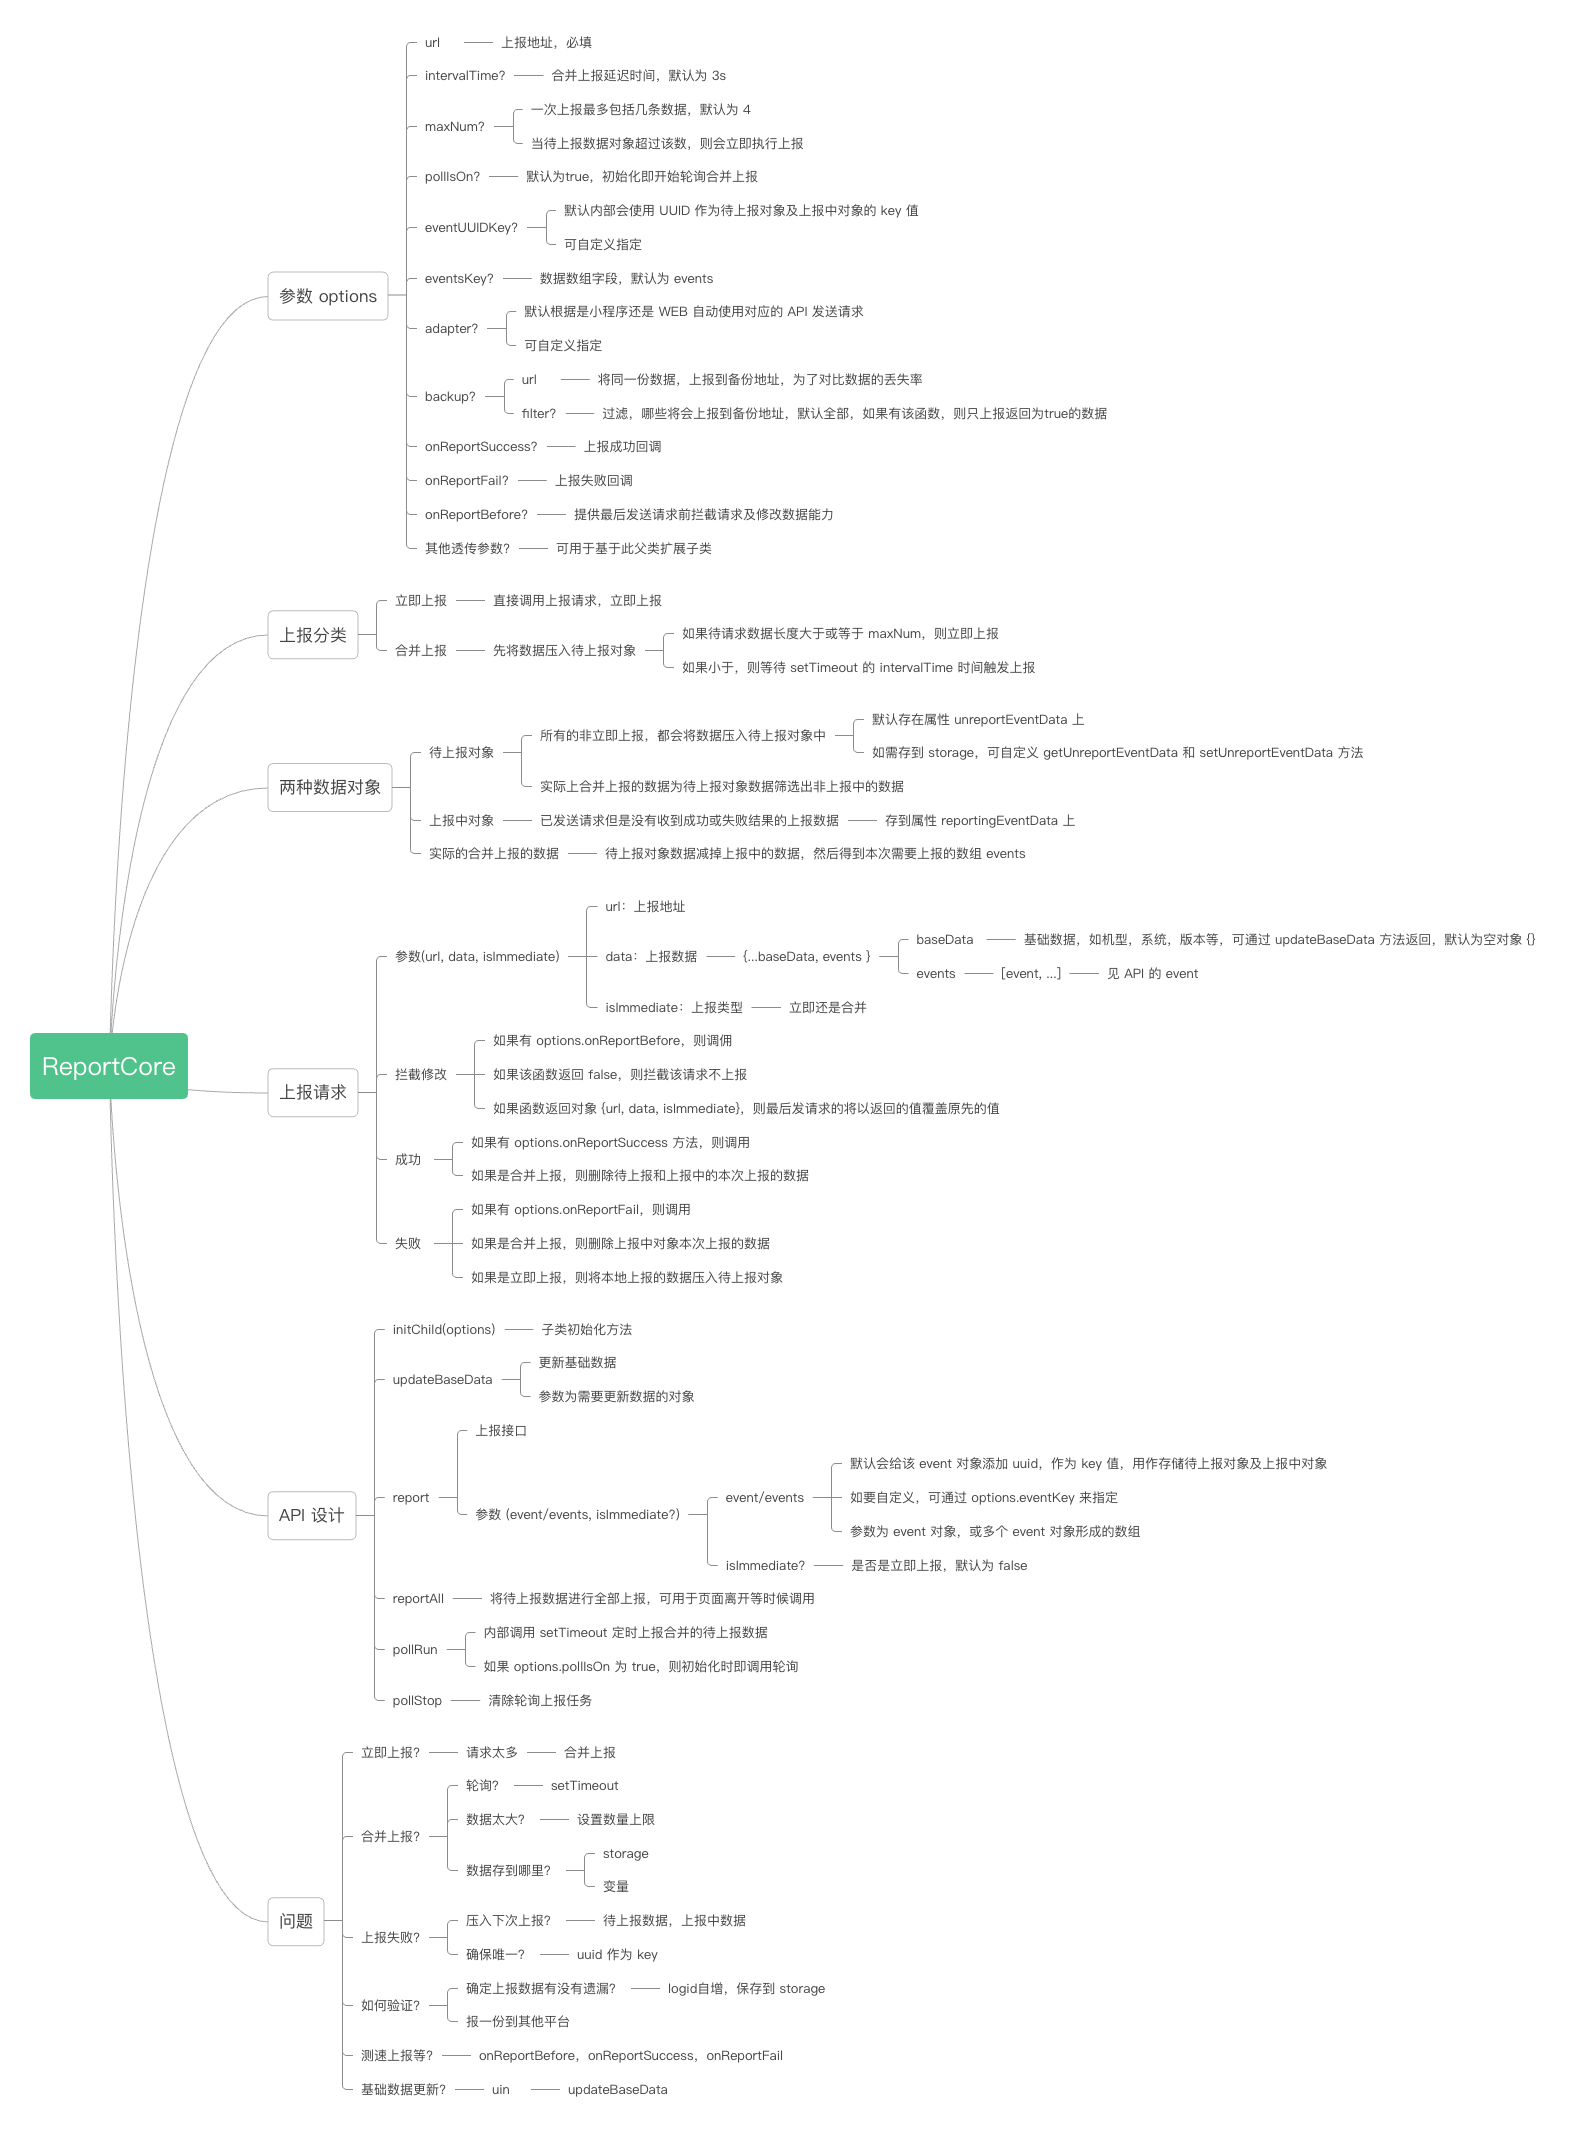 ReportCore
参数 options
url
上报地址，必填
intervalTime?
合并上报延迟时间，默认为 3s
maxNum?
一次上报最多包括几条数据，默认为 4
当待上报数据对象超过该数，则会立即执行上报
pollIsOn?
默认为true，初始化即开始轮询合并上报
eventUUIDKey?
默认内部会使用 UUID 作为待上报对象及上报中对象的 key 值
可自定义指定
eventsKey?
数据数组字段，默认为 events
adapter?
默认根据是小程序还是 WEB 自动使用对应的 API 发送请求
可自定义指定
backup?
url
将同一份数据，上报到备份地址，为了对比数据的丢失率
filter?
过滤，哪些将会上报到备份地址，默认全部，如果有该函数，则只上报返回为true的数据
onReportSuccess?
上报成功回调
onReportFail?
上报失败回调
onReportBefore?
提供最后发送请求前拦截请求及修改数据能力
其他透传参数?
可用于基于此父类扩展子类
上报分类
立即上报
直接调用上报请求，立即上报
合并上报
先将数据压入待上报对象
如果待请求数据长度大于或等于 maxNum，则立即上报
如果小于，则等待 setTimeout 的 intervalTime 时间触发上报
两种数据对象
待上报对象
所有的非立即上报，都会将数据压入待上报对象中
默认存在属性 unreportEventData 上
如需存到 storage，可自定义 getUnreportEventData 和 setUnreportEventData 方法
实际上合并上报的数据为待上报对象数据筛选出非上报中的数据
上报中对象
已发送请求但是没有收到成功或失败结果的上报数据
存到属性 reportingEventData 上
实际的合并上报的数据
待上报对象数据减掉上报中的数据，然后得到本次需要上报的数组 events
上报请求
参数(url, data, isImmediate)
url：上报地址
data：上报数据
{...baseData, events }
baseData
基础数据，如机型，系统，版本等，可通过 updateBaseData 方法返回，默认为空对象 {}
events
[event, ...]
见 API 的 event
isImmediate：上报类型
立即还是合并
拦截修改
如果有 options.onReportBefore，则调佣
如果该函数返回 false，则拦截该请求不上报
如果函数返回对象 {url, data, isImmediate}，则最后发请求的将以返回的值覆盖原先的值
成功
如果有 options.onReportSuccess 方法，则调用
如果是合并上报，则删除待上报和上报中的本次上报的数据
失败
如果有 options.onReportFail，则调用
如果是合并上报，则删除上报中对象本次上报的数据
如果是立即上报，则将本地上报的数据压入待上报对象
API 设计
initChild(options)
子类初始化方法
updateBaseData
更新基础数据
参数为需要更新数据的对象
report
上报接口
参数 (event/events, isImmediate?)
event/events
默认会给该 event 对象添加 uuid，作为 key 值，用作存储待上报对象及上报中对象
如要自定义，可通过 options.eventKey 来指定
参数为 event 对象，或多个 event 对象形成的数组
isImmediate?
是否是立即上报，默认为 false
reportAll
将待上报数据进行全部上报，可用于页面离开等时候调用
pollRun
内部调用 setTimeout 定时上报合并的待上报数据
如果 options.pollIsOn 为 true，则初始化时即调用轮询
pollStop
清除轮询上报任务
问题
立即上报?
请求太多
合并上报
合并上报?
轮询?
setTimeout
数据太大?
设置数量上限
数据存到哪里?
storage
变量
上报失败?
压入下次上报?
待上报数据，上报中数据
确保唯一?
uuid 作为 key
如何验证?
确定上报数据有没有遗漏?
logid自增，保存到 storage
报一份到其他平台
测速上报等?
onReportBefore，onReportSuccess，onReportFail
基础数据更新?
uin
updateBaseData